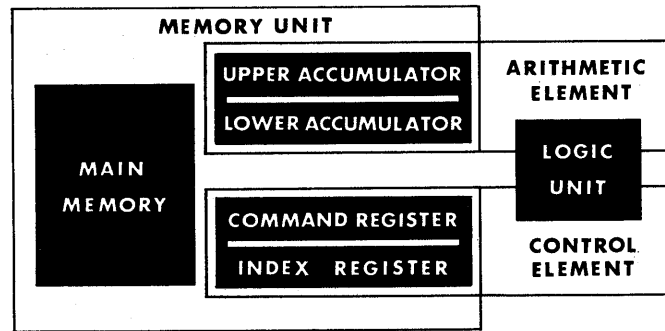 MEMORY UNIT
UPPER ACCUMULATOR
LOWER ACCUMULATOR
ARITHMETIC
ELEMENT
MAIN
MEMORY
LOGIC
UNIT
COMMAND REGISTER
INDEX REGISTER
CONTROL
ELEMENT